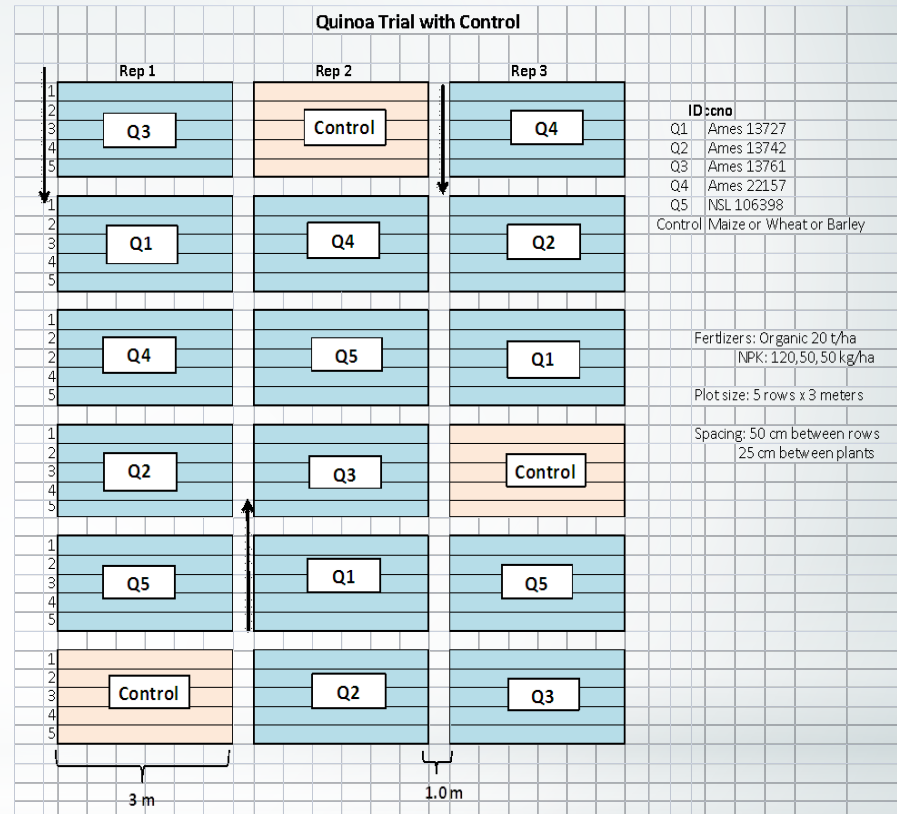 Quinoa Trial with Control
Rep 1 Rep 2 Rep 3
1
2
3
4
5
Q3 Control Q4
1
2
3
4
5
Q1 Q4 Q2
1
2
2
4
5
Q4 Q5 Q1
1
2
3
4
5
Q2 Q3 Control
1
2
3
4
5
Q5 Q1 Q5
1
2
3
4
5
Control Q2 Q3
3 m
1.0 m
ID ccno
Q1 Ames 13727
Q2 Ames 13742
Q3 Ames 13761
Q4 Ames 22157
Q5 NSL 106398
Control Maize or Wheat or Barley
Fertlizers: Organic 20 t/ha
NPK: 120,50,50 kg/ha
Plot size: 5 rows x 3 meters
Spacing: 50 cm between rows
25 cm between plants